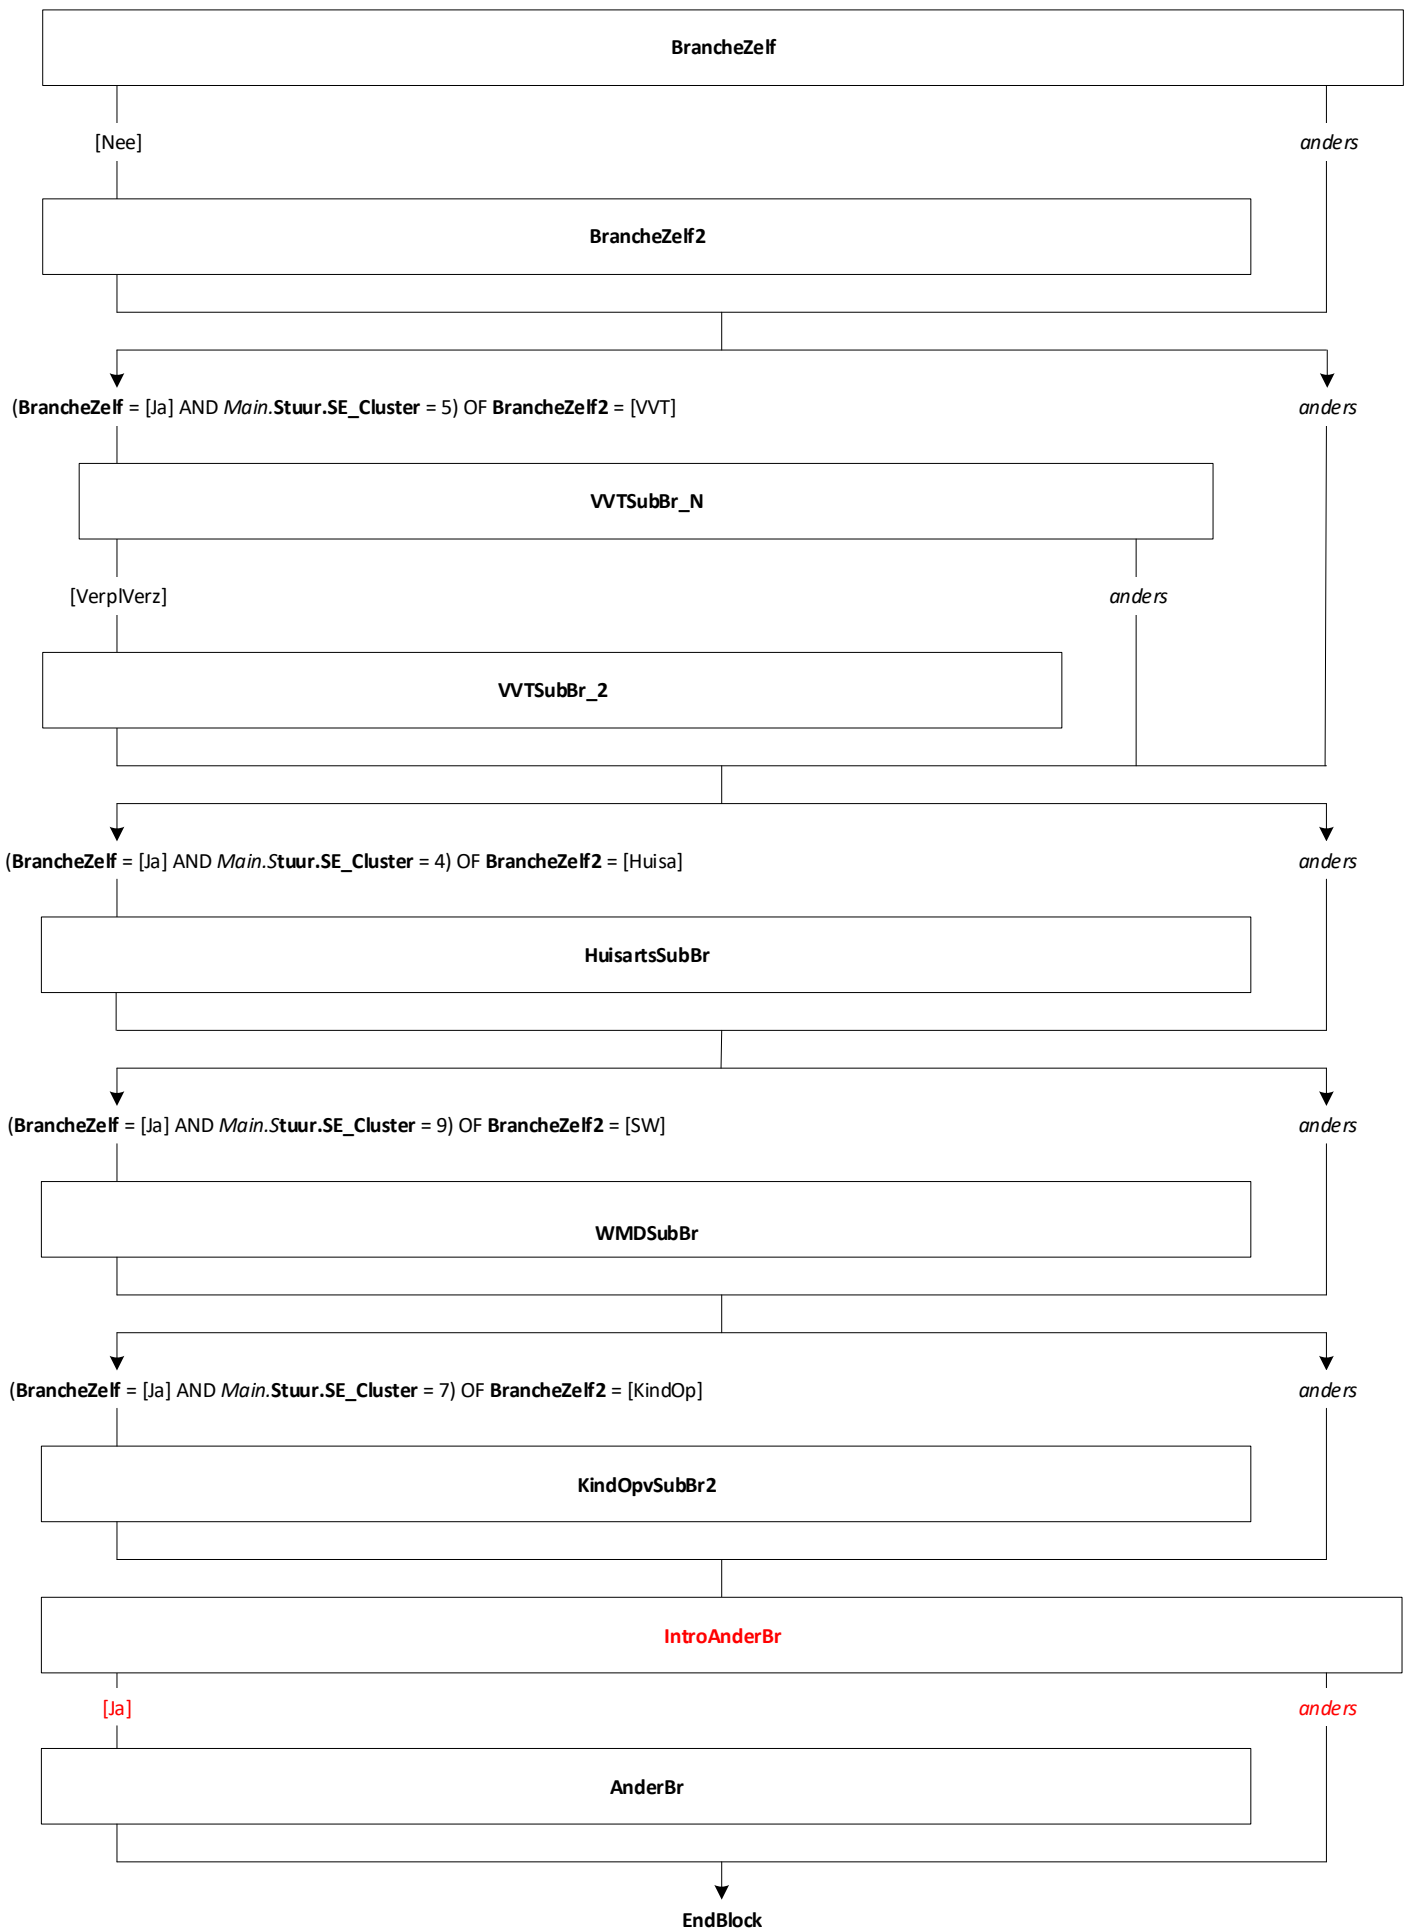 BrancheZelf
[Nee] anders
BrancheZelf2
(BrancheZelf = [Ja] AND Main.Stuur.SE_Cluster = 5) OF BrancheZelf2 = [VVT] anders
VVTSubBr_N
[VerplVerz] anders
VVTSubBr_2
(BrancheZelf = [Ja] AND Main.Stuur.SE_Cluster = 4) OF BrancheZelf2 = [Huisa] anders
HuisartsSubBr
(BrancheZelf = [Ja] AND Main.Stuur.SE_Cluster = 9) OF BrancheZelf2 = [SW] anders
WMDSubBr
(BrancheZelf = [Ja] AND Main.Stuur.SE_Cluster = 7) OF BrancheZelf2 = [KindOp] anders
KindOpvSubBr2
IntroAnderBr
[Ja] anders
AnderBr
EndBlock